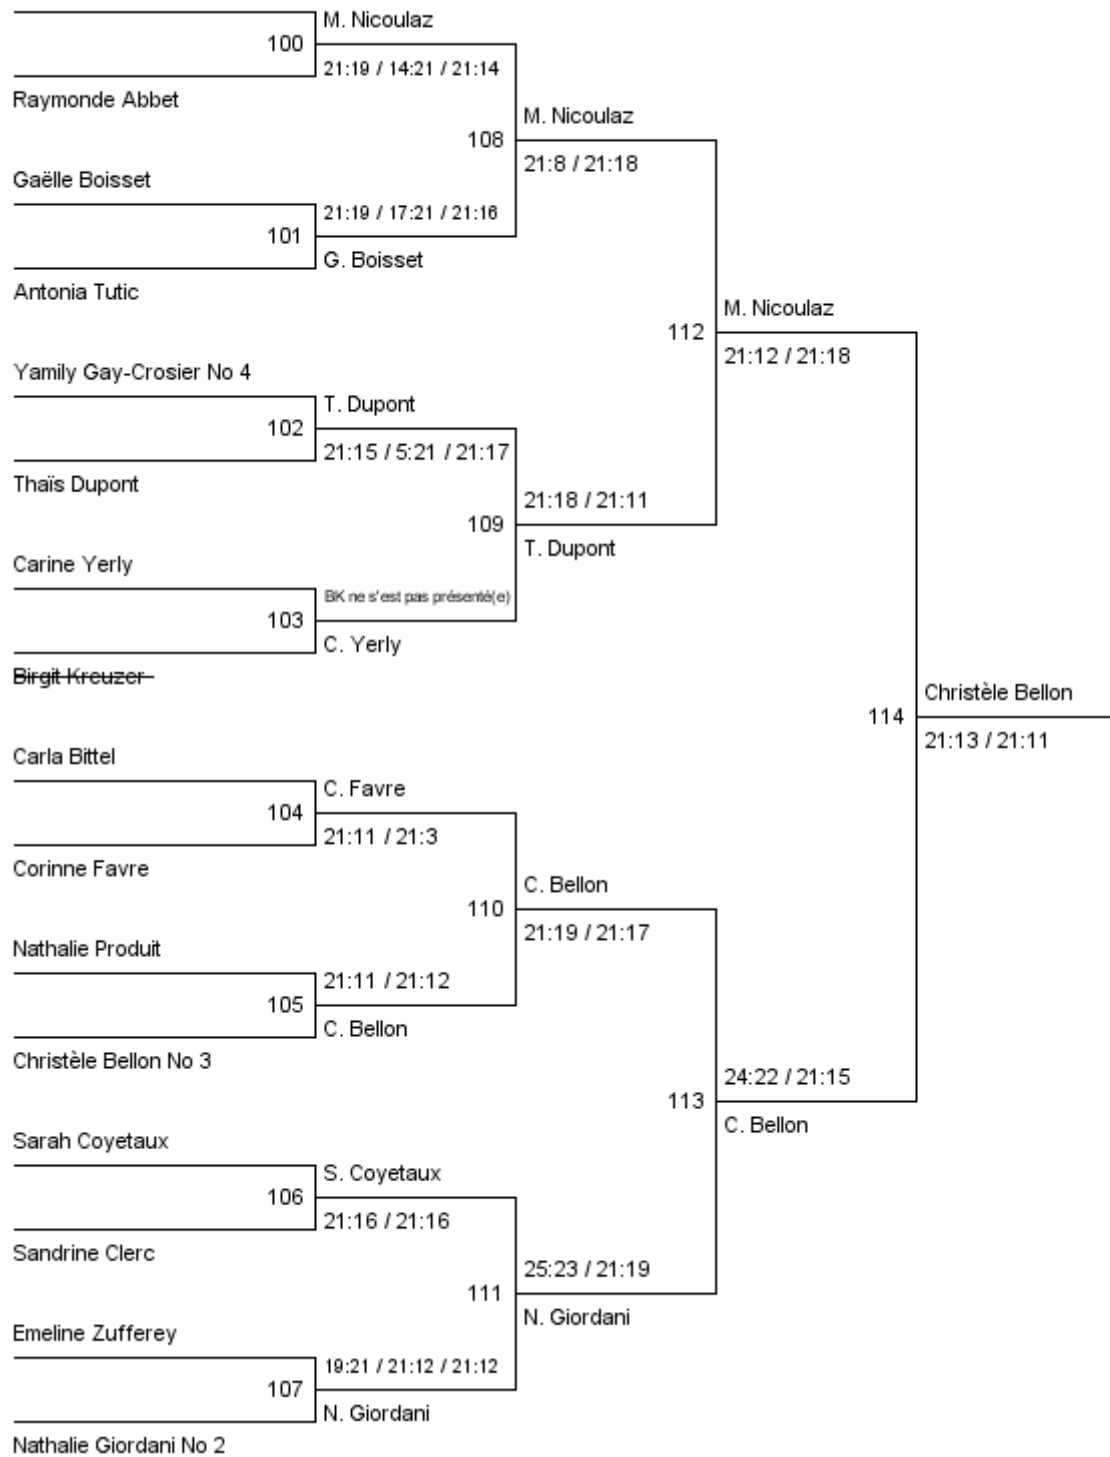 M. Nicoulaz
100
21:19 / 14:21 / 21:14
Raymonde Abbet
M. Nicoulaz
108
21:8 / 21:18
Gaëlle Boisset
21:19 / 17:21 / 21:16
101
G. Boisset
Antonia Tutic
M. Nicoulaz
112
21:12 / 21:18
Yamily Gay-Crosier No 4
T. Dupont
102
21:15 / 5:21 / 21:17
Thaïs Dupont
21:18 / 21:11
109
T. Dupont
Carine Yerly
BK ne s'est pas présenté(e)
103
C. Yerly
Birgit Kreuzer
Christèle Bellon
114
21:13 / 21:11
Carla Bittel
C. Favre
104
21:11 / 21:3
Corinne Favre
C. Bellon
110
21:19 / 21:17
Nathalie Produit
21:11 / 21:12
105
C. Bellon
Christèle Bellon No 3
24:22 / 21:15
113
C. Bellon
Sarah Coyetaux
S. Coyetaux
106
21:16 / 21:16
Sandrine Clerc
25:23 / 21:19
111
N. Giordani
Emeline Zufferey
19:21 / 21:12 / 21:12
107
N. Giordani
Nathalie Giordani No 2